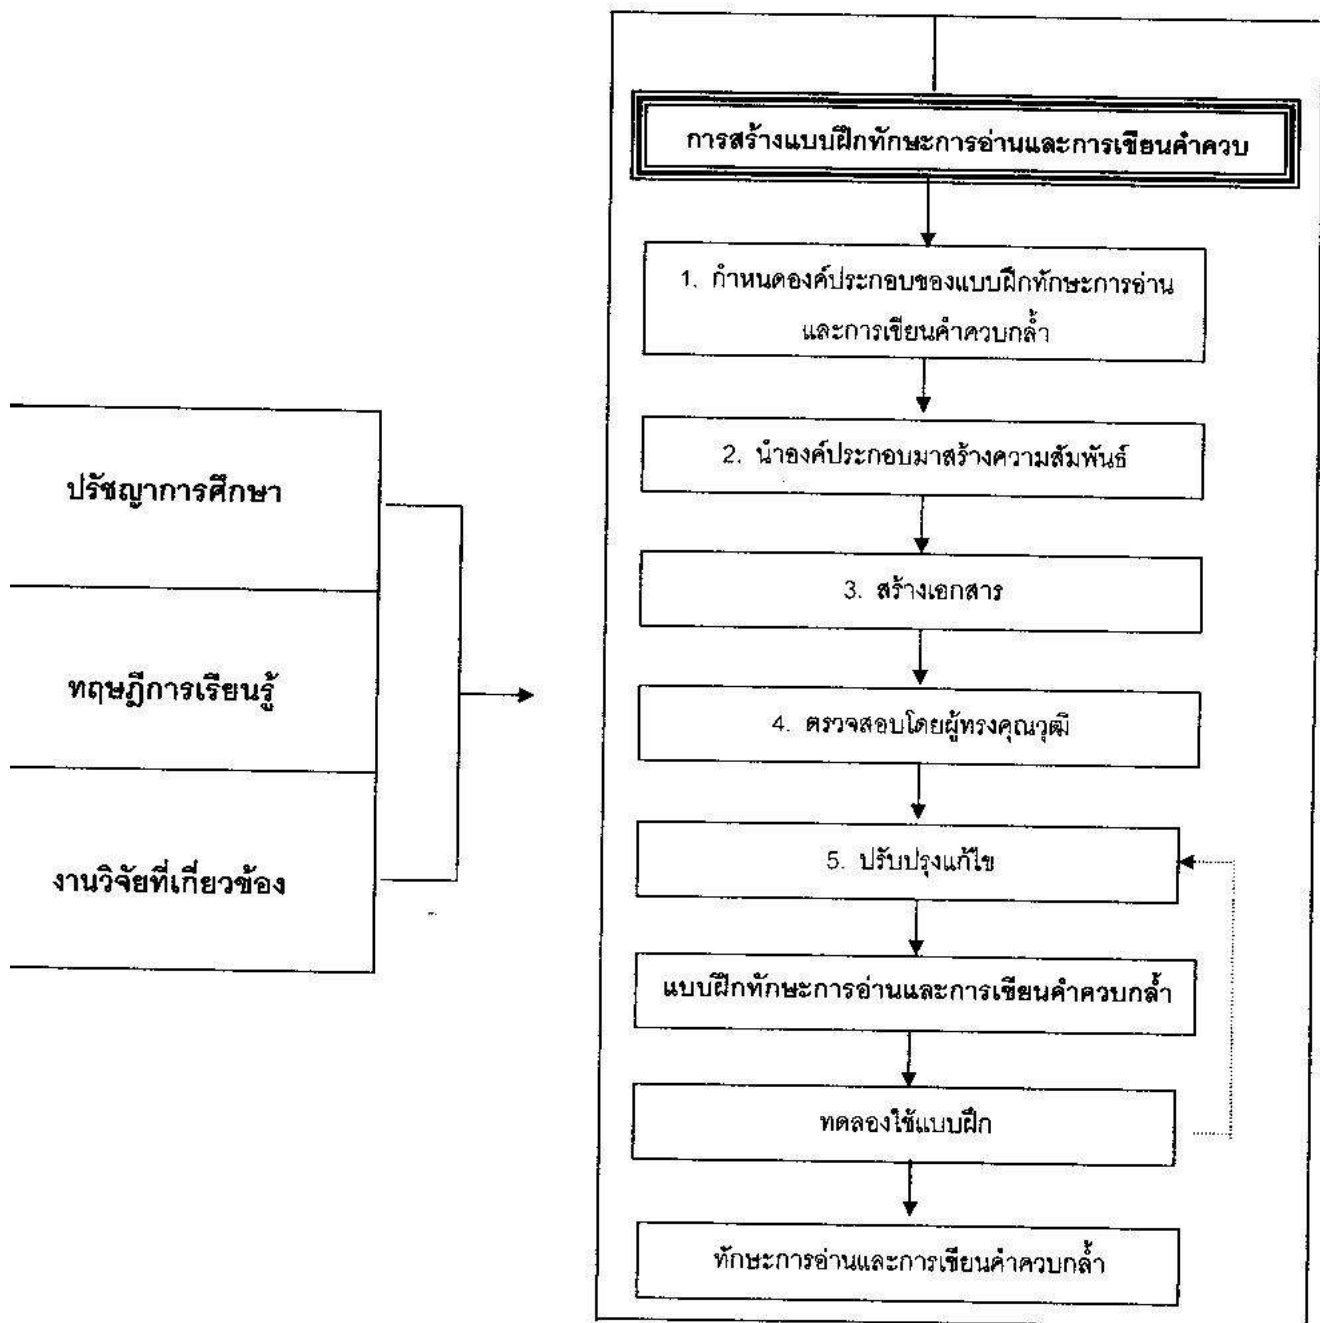 ปรัชญาการศึกษา
ทฤษฎีการเรียนรู้
งานวิจัยที่เกี่ยวข้อง
การสร้างแบบฝึกทักษะการอ่านและการเขียนคำควบ
1. กำหนดองค์ประกอบของแบบฝึกทักษะการอ่าน
และการเขียนคำควบกล้ำ
2. นำองค์ประกอบมาสร้างความสัมพันธ์
3. สร้างเอกสาร
4. ตรวจสอบโดยผู้ทรงคุณวุฒิ
5. ปรับปรุงแก้ไข
แบบฝึกทักษะการอ่านและการเขียนคำควบกล้ำ
ทดลองใช้แบบฝึก
ทักษะการอ่านและการเขียนคำควบกล้ำ